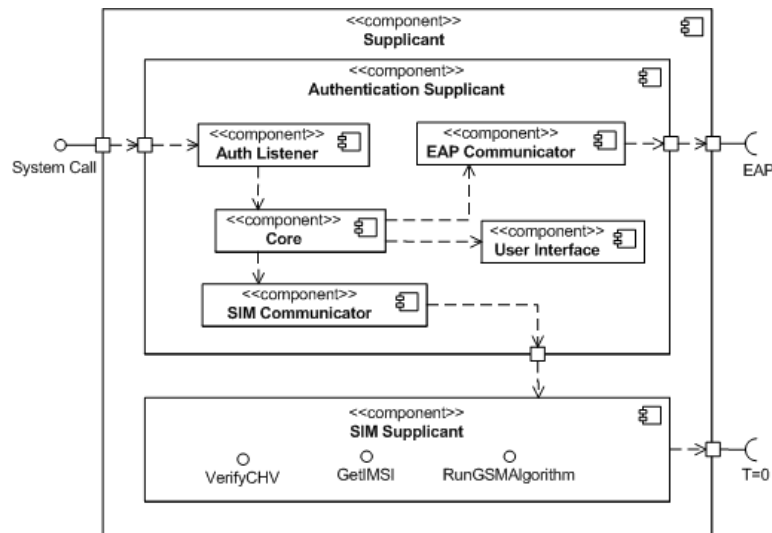 <<component>>
Supplicant
<<component>>
Authentication Supplicant
<<component>>
Auth Listener
<<component>>
EAP Communicator
System Call
EAP
<<component>>
Core
<<component>>
User Interface
<<component>>
SIM Communicator
<<component>>
SIM Supplicant
VerifyCHV
GetIMSI
RunGSMAlgorithm
T=0